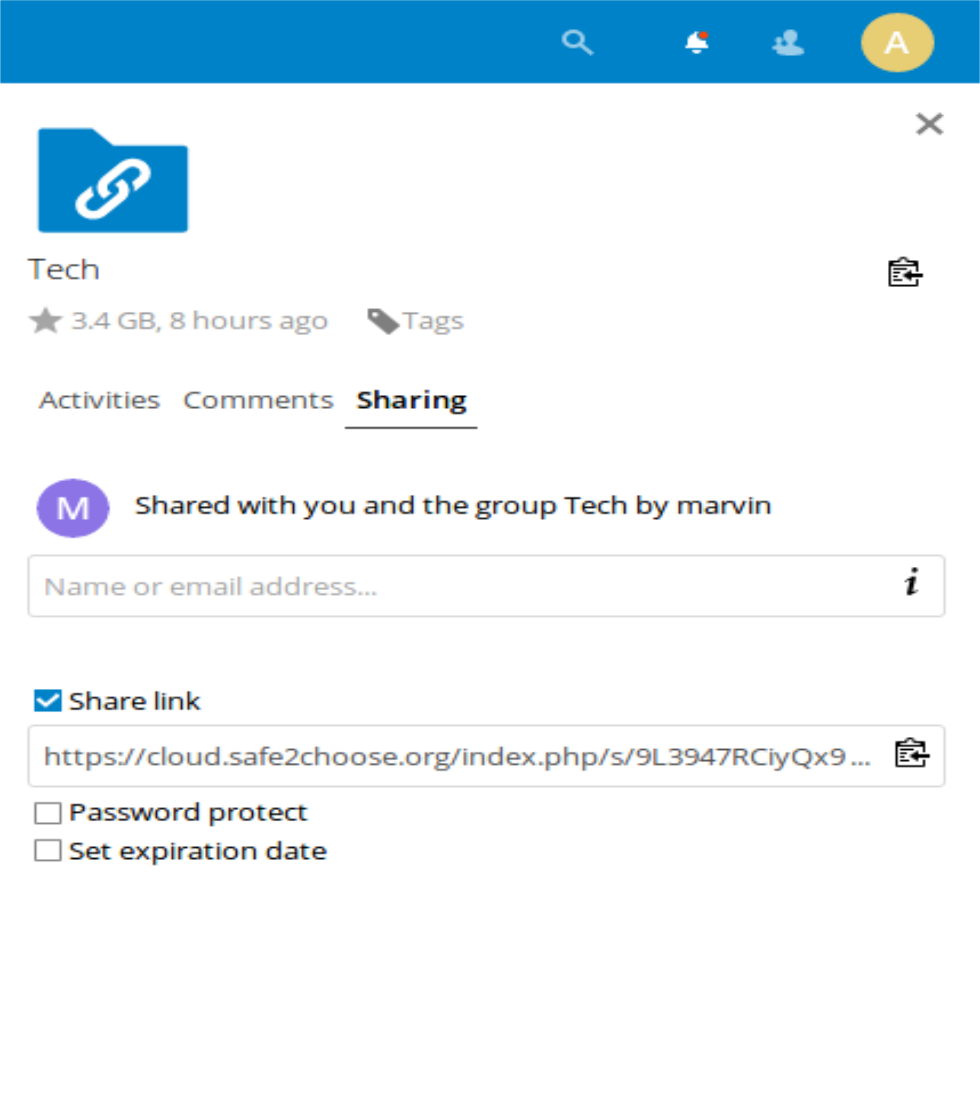 A
Tech
3.4 GB, 8 hours ago Tags
Activities Comments Sharing
M Shared with you and the group Tech by marvin
Name or email address... i
Share link
https://cloud.safe2choose.org/index.php/s/9L3947RCiyQx9...
Password protect
Set expiration date